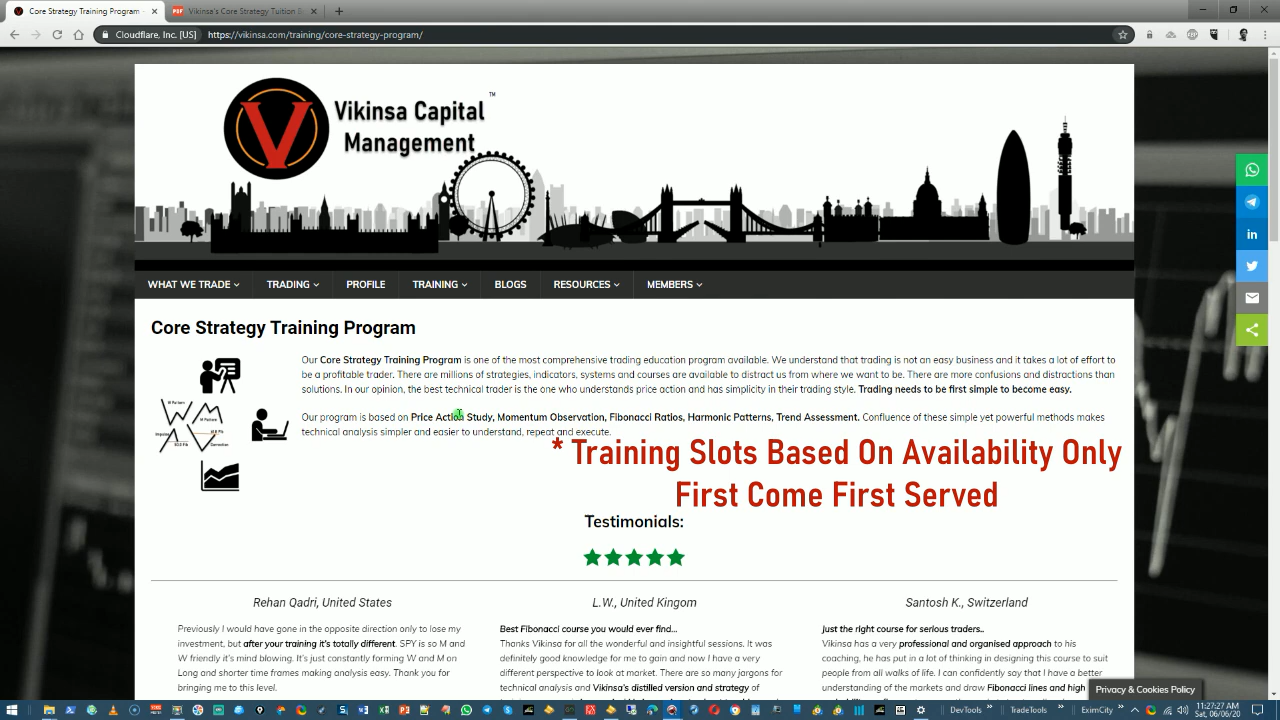 Core Strategy Training Program -
Vikinsa's Core Strategy Tuition
Cloudflare, Inc. [US]
https://vikinsa.com/training/core-strategy-program/
Vikinsa Capital
Management
TM
WHAT WE TRADE
TRADING
PROFILE
TRAINING
BLOGS
RESOURCES
MEMBERS
Core Strategy Training Program
Our Core Strategy Training Program is one of the most comprehensive trading education program available. We understand that trading is not an easy business and it takes a lot of effort to
be a profitable trader. There are millions of strategies, indicators, systems and courses are available to distract us from where we want to be. There are more confusions and distractions than
solutions. In our opinion, the best technical trader is the one who understands price action and has simplicity in their trading style. Trading needs to be first simple to become easy.
Our program is based on Price Action Study, Momentum Observation, Fibonacci Ratios, Harmonic Patterns, Trend Assessment. Confluence of these simple yet powerful methods makes
technical analysis simpler and easier to understand, repeat and execute.
* Training Slots Based On Availability Only
First Come First Served
Testimonials:
Rehan Qadri, United States
Previously I would have gone in the opposite direction only to lose my
investment, but after your training it's totally different. SPY is so M and
W friendly it's mind blowing. It's just constantly forming W and M on
Long and shorter time frames making analysis easy. Thank you for
bringing me to this level.
L.W., United Kingom
Best Fibonacci course you would ever find...
Thanks Vikinsa for all the wonderful and insightful sessions. It was
definitely good knowledge for me to gain and now I have a very
different perspective to look at market. There are so many jargons for
technical analysis and Vikinsa's distilled version and strategy of
Santosh K., Switzerland
Just the right course for serious traders..
Vikinsa has a very professional and organised approach to his
coaching, he has put in a lot of thinking in designing this course to suit
people from all walks of life. I can confidently say that I have a better
understanding of the markets and draw Fibonacci lines and high
Privacy & Cookies Policy
DevTools
TradeTools
EximCity
11:27:27 AM
Sat, 06/06/20